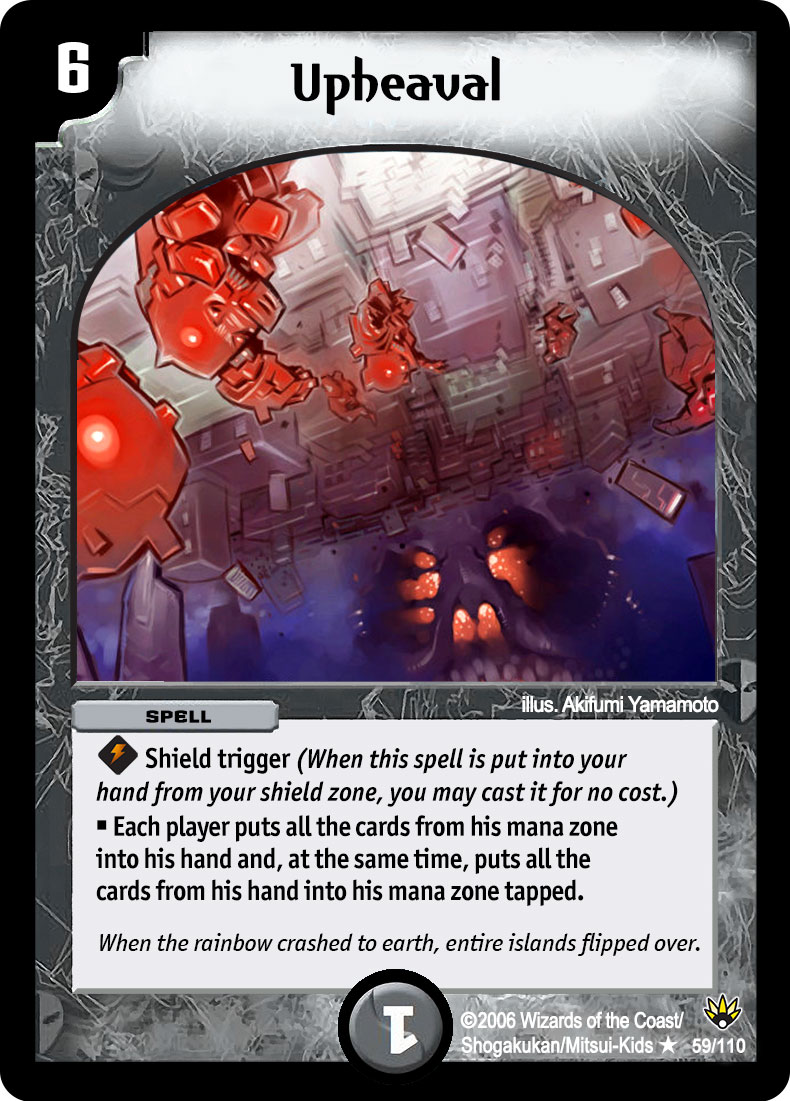 6
Upheaval
illus. Akifumi Yamamoto
SPELL
Shield trigger (When this spell is put into your
hand from your shield zone, you may cast it for no cost.)
▪ Each player puts all the cards from his mana zone
into his hand and, at the same time, puts all the
cards from his hand into his mana zone tapped.
When the rainbow crashed to earth, entire islands flipped over.
1
©2006 Wizards of the Coast/
Shogakukan/Mitsui-Kids ★ 59/110